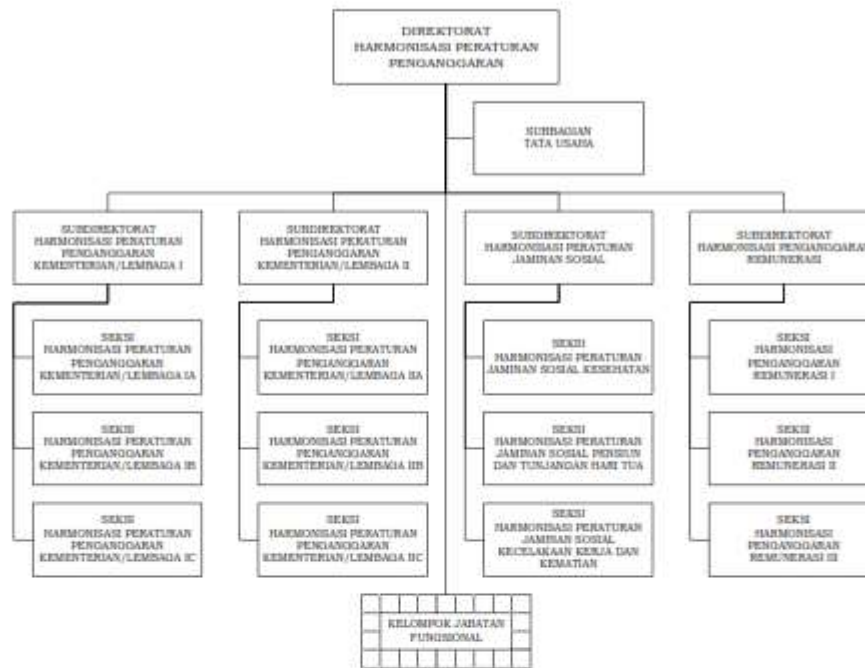 DIREKTORAT
HARMONISASI PERATURAN
PENGANGGARAN
SUBBAGIAN
TATA USAHA
SUBDIREKTORAT
HARMONISASI PERATURAN
PENGANGGARAN
KEMENTERIAN/LEMBAGA I
SUBDIREKTORAT
HARMONISASI PERATURAN
PENGANGGARAN
KEMENTERIAN/LEMBAGA II
SUBDIREKTORAT
HARMONISASI PERATURAN
JAMINAN SOSIAL
SUBDIREKTORAT
HARMONISASI PENGANGGARAN
REMUNERASI
SEKSI
HARMONISASI PERATURAN
PENGANGGARAN
KEMENTERIAN/LEMBAGA IA
SEKSI
HARMONISASI PERATURAN
PENGANGGARAN
KEMENTERIAN/LEMBAGA IIA
SEKSI
HARMONISASI PERATURAN
JAMINAN SOSIAL KESEHATAN
SEKSI
HARMONISASI
PENGANGGARAN
REMUNERASI I
SEKSI
HARMONISASI PERATURAN
PENGANGGARAN
KEMENTERIAN/LEMBAGA IB
SEKSI
HARMONISASI PERATURAN
PENGANGGARAN
KEMENTERIAN/LEMBAGA IIB
SEKSI
HARMONISASI PERATURAN
JAMINAN SOSIAL PENSIUN
DAN TUNJANGAN HARI TUA
SEKSI
HARMONISASI
PENGANGGARAN
REMUNERASI II
SEKSI
HARMONISASI PERATURAN
PENGANGGARAN
KEMENTERIAN/LEMBAGA IC
SEKSI
HARMONISASI PERATURAN
PENGANGGARAN
KEMENTERIAN/LEMBAGA IIC
SEKSI
HARMONISASI PERATURAN
JAMINAN SOSIAL
KECELAKAAN KERJA DAN
KEMATIAN
SEKSI
HARMONISASI
PENGANGGARAN
REMUNERASI III
KELOMPOK JABATAN
FUNGSIONAL